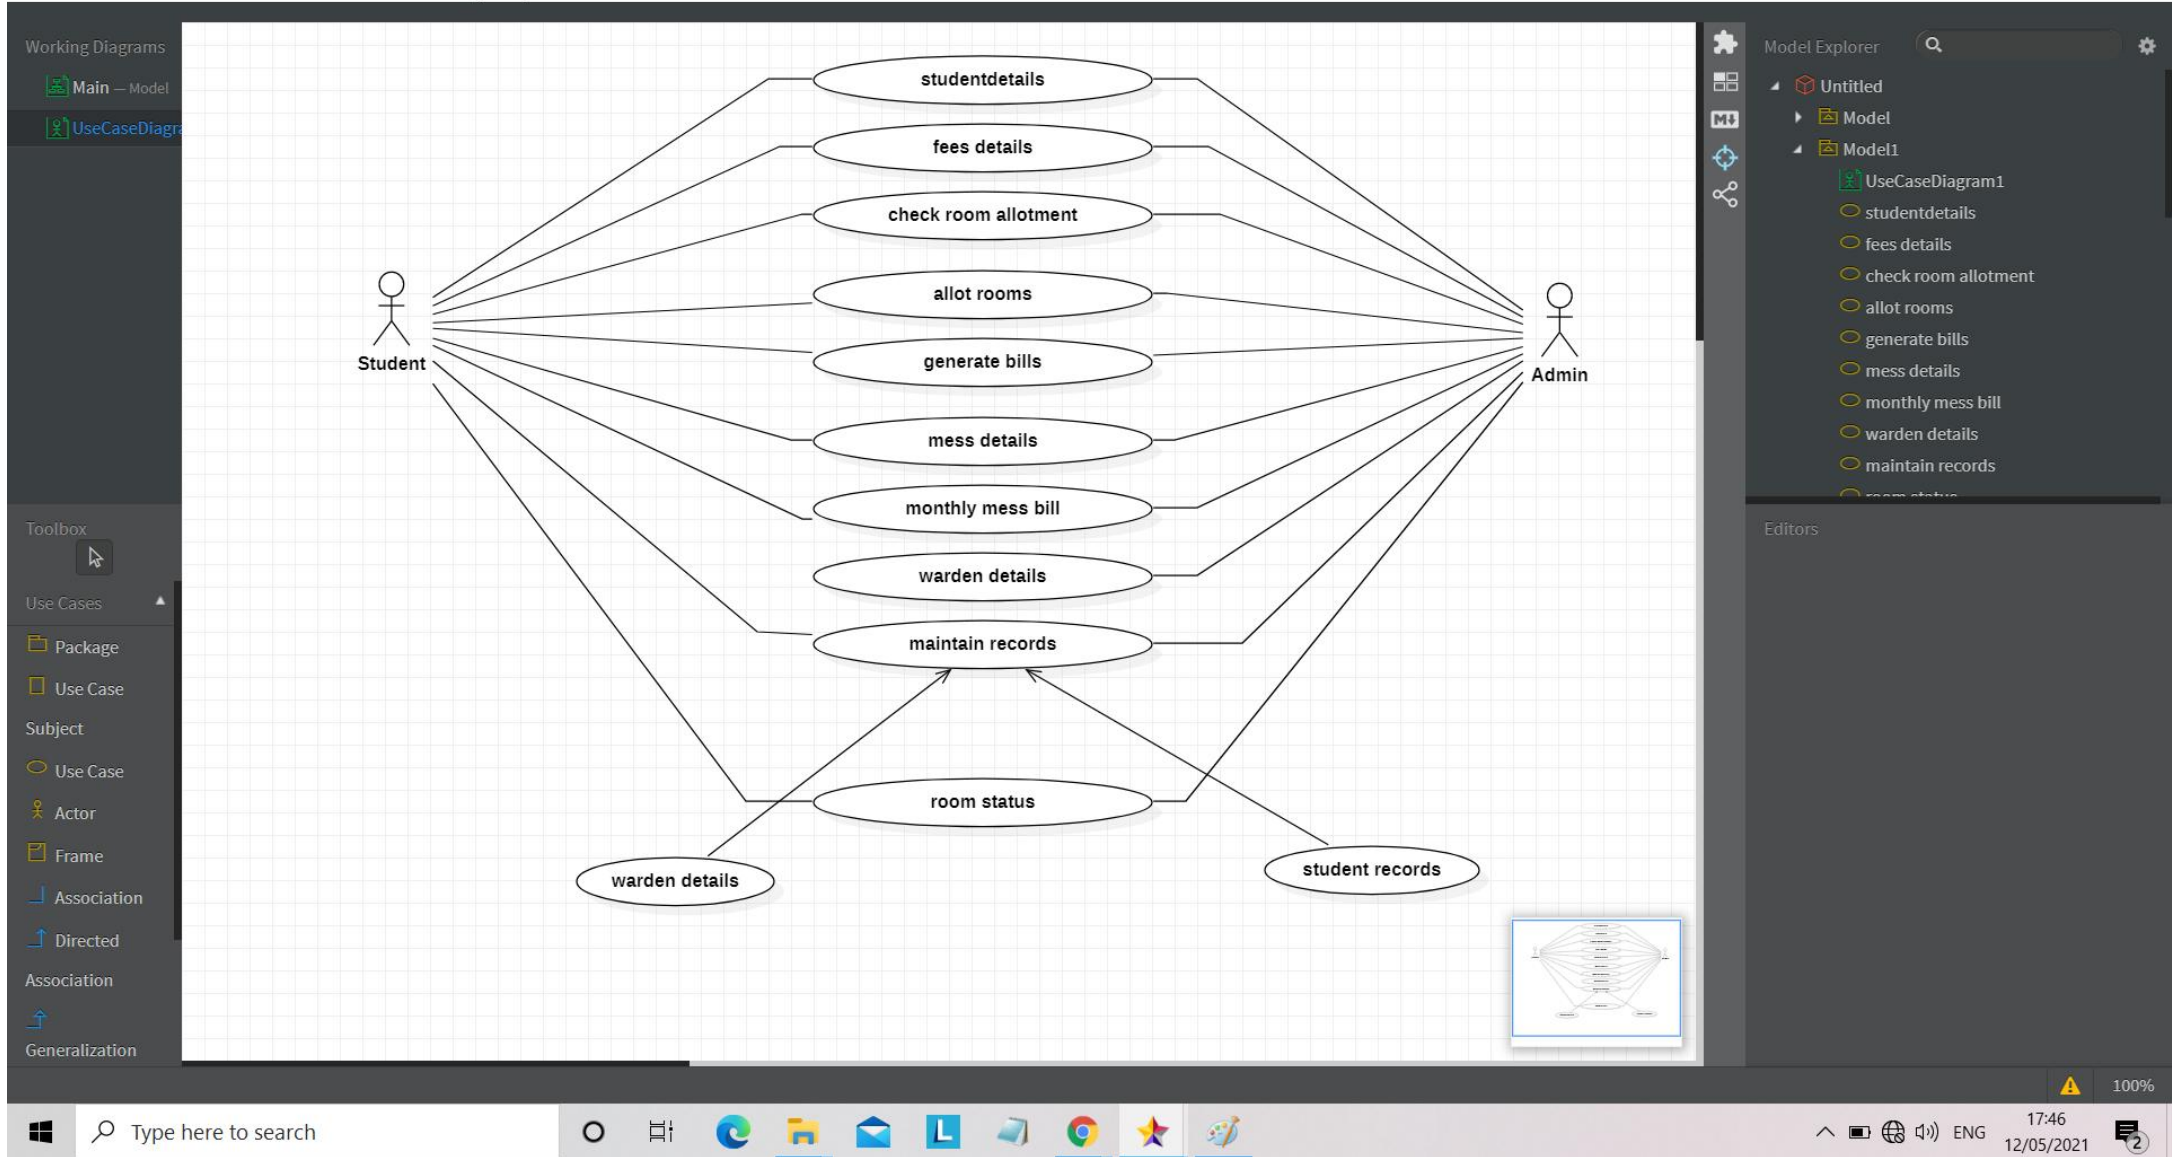 Working Diagrams
Main — Model
UseCaseDiagra
Toolbox
Use Cases
Package
Use Case
Subject
Use Case
Actor
Frame
Association
Directed
Association
Generalization
studentdetails
fees details
check room allotment
allot rooms
generate bills
mess details
monthly mess bill
warden details
maintain records
room status
warden details
student records
Student
Admin
Model Explorer
Untitled
Model
Model1
UseCaseDiagram1
studentdetails
fees details
check room allotment
allot rooms
generate bills
mess details
monthly mess bill
warden details
maintain records
room status
Editors
100%
Type here to search
L
ENG
17:46
12/05/2021
2